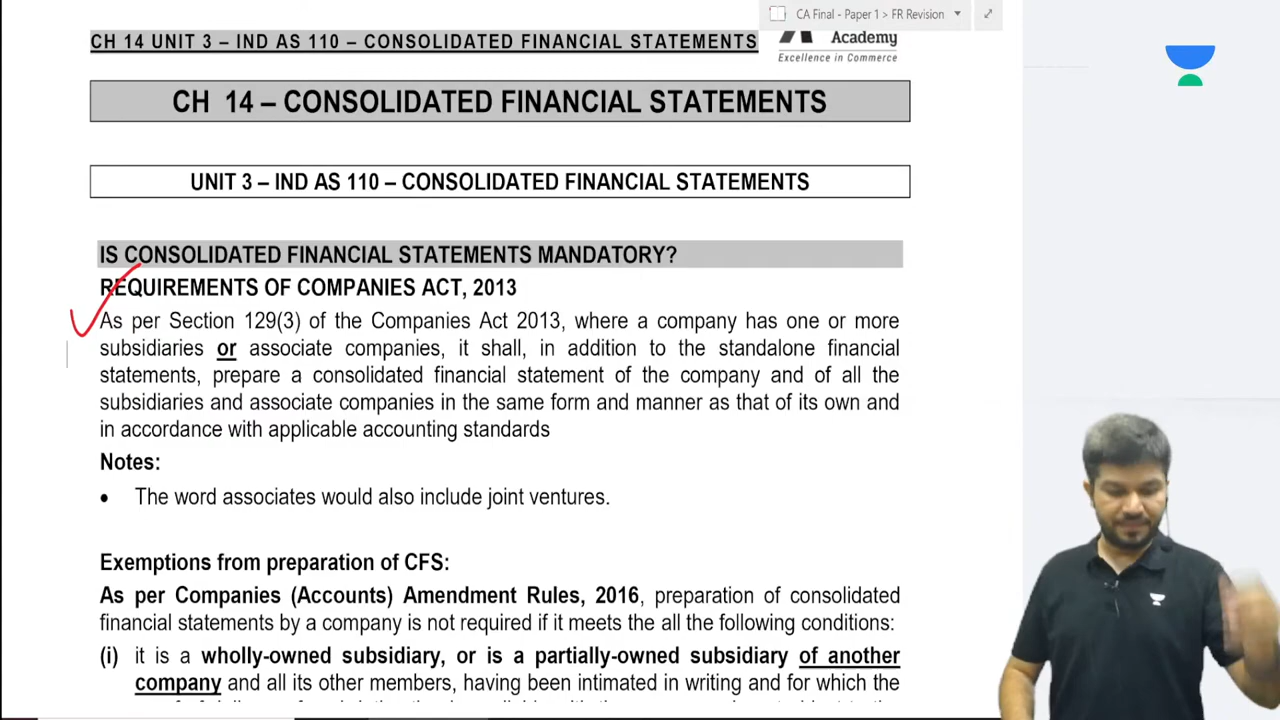 CA Final - Paper 1 > FR Revision
CH 14 UNIT 3 – IND AS 110 – CONSOLIDATED FINANCIAL STATEMENTS
Academy
Excellence in Commerce
CH 14 – CONSOLIDATED FINANCIAL STATEMENTS
UNIT 3 – IND AS 110 – CONSOLIDATED FINANCIAL STATEMENTS
IS CONSOLIDATED FINANCIAL STATEMENTS MANDATORY?
REQUIREMENTS OF COMPANIES ACT, 2013
As per Section 129(3) of the Companies Act 2013, where a company has one or more
subsidiaries or associate companies, it shall, in addition to the standalone financial
statements, prepare a consolidated financial statement of the company and of all the
subsidiaries and associate companies in the same form and manner as that of its own and
in accordance with applicable accounting standards
Notes:
• The word associates would also include joint ventures.
Exemptions from preparation of CFS:
As per Companies (Accounts) Amendment Rules, 2016, preparation of consolidated
financial statements by a company is not required if it meets the all the following conditions:
(i) it is a wholly-owned subsidiary, or is a partially-owned subsidiary of another
company and all its other members, having been intimated in writing and for which the